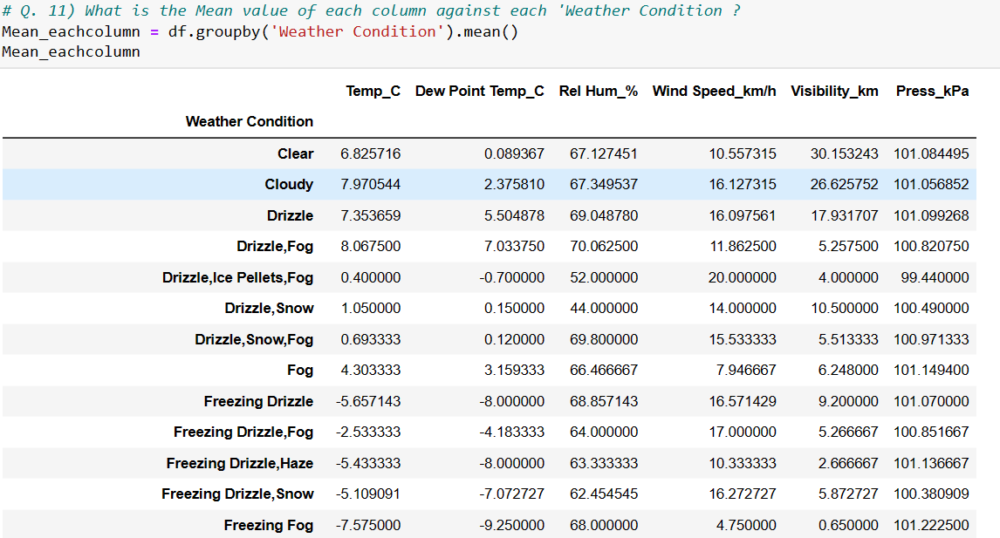 # Q. 11) What is the Mean value of each column against each 'Weather Condition ?
Mean_eachcolumn = df.groupby('Weather Condition').mean()
Mean_eachcolumn
Temp_C Dew Point Temp_C Rel Hum_% Wind Speed_km/h Visibility_km Press_kPa
Weather Condition
Clear 6.825716 0.089367 67.127451 10.557315 30.153243 101.084495
Cloudy 7.970544 2.375810 67.349537 16.127315 26.625752 101.056852
Drizzle 7.353659 5.504878 69.048780 16.097561 17.931707 101.099268
Drizzle,Fog 8.067500 7.033750 70.062500 11.862500 5.257500 100.820750
Drizzle,Ice Pellets,Fog 0.400000 -0.700000 52.000000 20.000000 4.000000 99.440000
Drizzle,Snow 1.050000 0.150000 44.000000 14.000000 10.500000 100.490000
Drizzle,Snow,Fog 0.693333 0.120000 69.800000 15.533333 5.513333 100.971333
Fog 4.303333 3.159333 66.466667 7.946667 6.248000 101.149400
Freezing Drizzle -5.657143 -8.000000 68.857143 16.571429 9.200000 101.070000
Freezing Drizzle,Fog -2.533333 -4.183333 64.000000 17.000000 5.266667 100.851667
Freezing Drizzle,Haze -5.433333 -8.000000 63.333333 10.333333 2.666667 101.136667
Freezing Drizzle,Snow -5.109091 -7.072727 62.454545 16.272727 5.872727 100.380909
Freezing Fog -7.575000 -9.250000 68.000000 4.750000 0.650000 101.222500